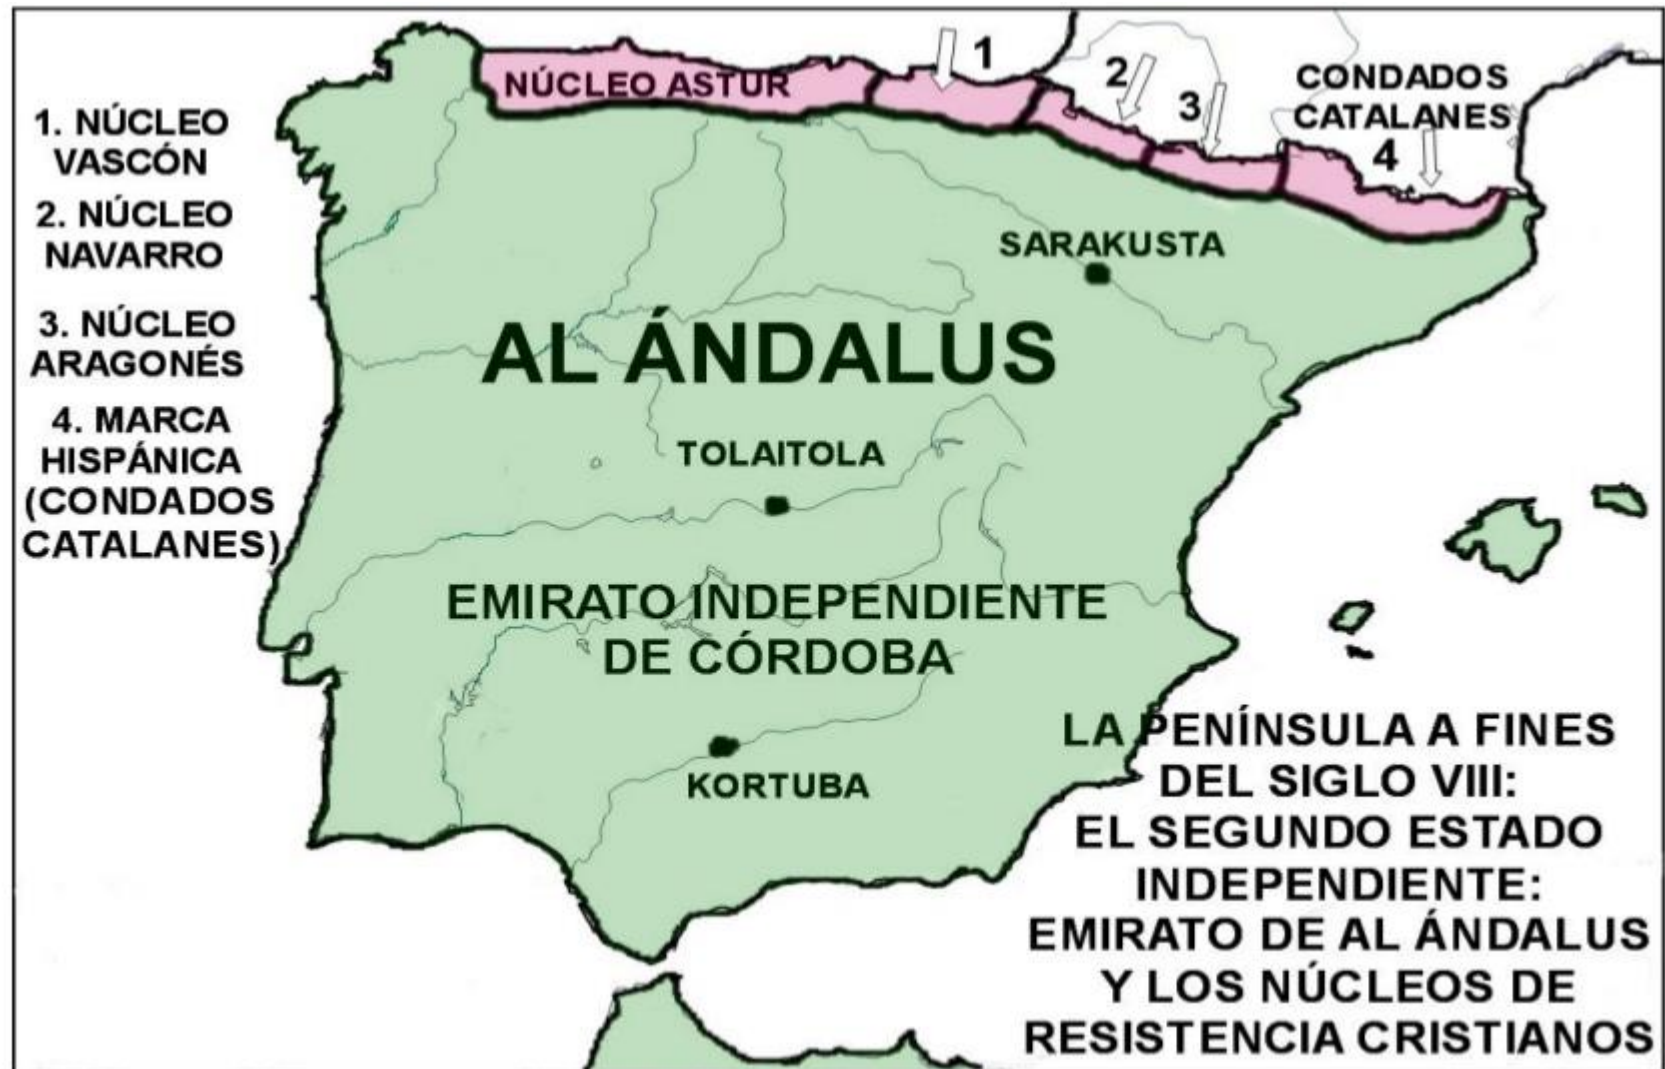 NÚCLEO ASTUR
1
2
3
CONDADOS
CATALANES
4
1. NÚCLEO
VASCÓN
2. NÚCLEO
NAVARRO
3. NÚCLEO
ARAGONÉS
4. MARCA
HISPÁNICA
(CONDADOS
CATALANES)
SARAKUSTA
AL ÁNDALUS
TOLAITOLA
EMIRATO INDEPENDIENTE
DE CÓRDOBA
KORTUBA
LA PENÍNSULA A FINES
DEL SIGLO VIII:
EL SEGUNDO ESTADO
INDEPENDIENTE:
EMIRATO DE AL ÁNDALUS
Y LOS NÚCLEOS DE
RESISTENCIA CRISTIANOS